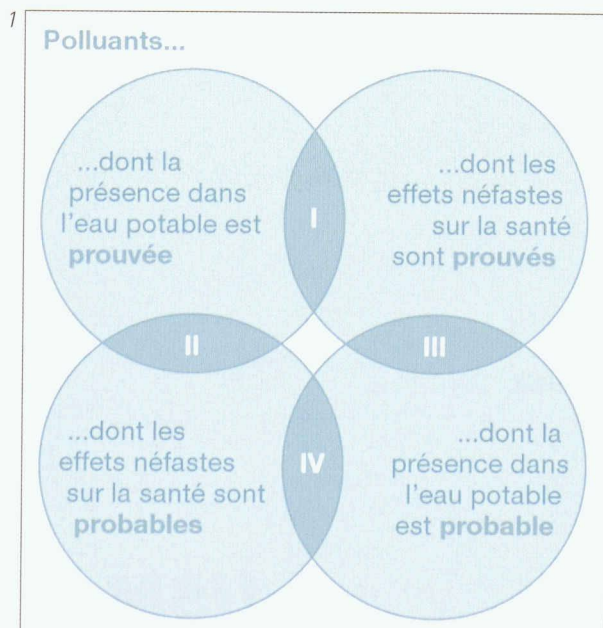 1
Polluants...
...dont la
présence dans
l'eau potable est
prouvée
I
...dont les
effets néfastes
sur la santé
sont prouvés
II
III
...dont les
effets néfastes
sur la santé sont
probables
IV
...dont la
présence dans
l'eau potable
est probable